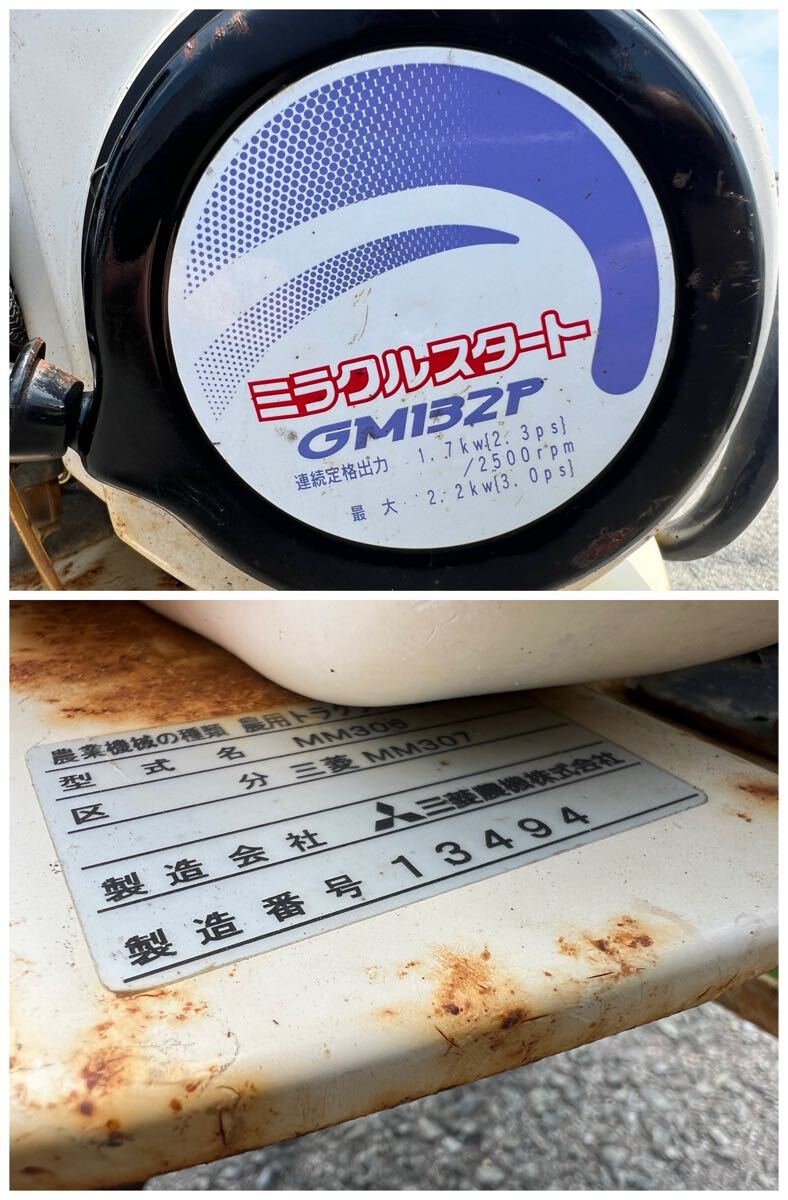 ミラクルスタート
GM132P
連続定格出力 1.7kw{2.3ps}
/2500rpm
最大 2.2kw{3.0ps}
農業機械の種類 農用トラク
型式名 MM306
区分 三菱 MM307
製造会社 三菱農機株式会社
製造番号 13494